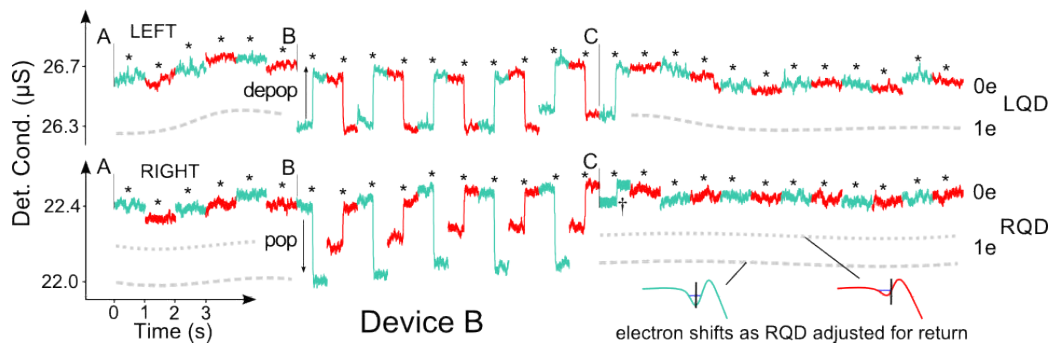 A LEFT * * * * * * B * * * * * * * * * * C * * * * * * * * * * * *
26.7
depop
0e
LQD
26.3
1e
Det. Cond. (μS)
A RIGHT * * * * * * B * * * * * * * * * * C * * * * * * * * * * * *
22.4
†
0e
RQD
pop
1e
22.0
0 1 2 3
Time (s)
Device B
electron shifts as RQD adjusted for return